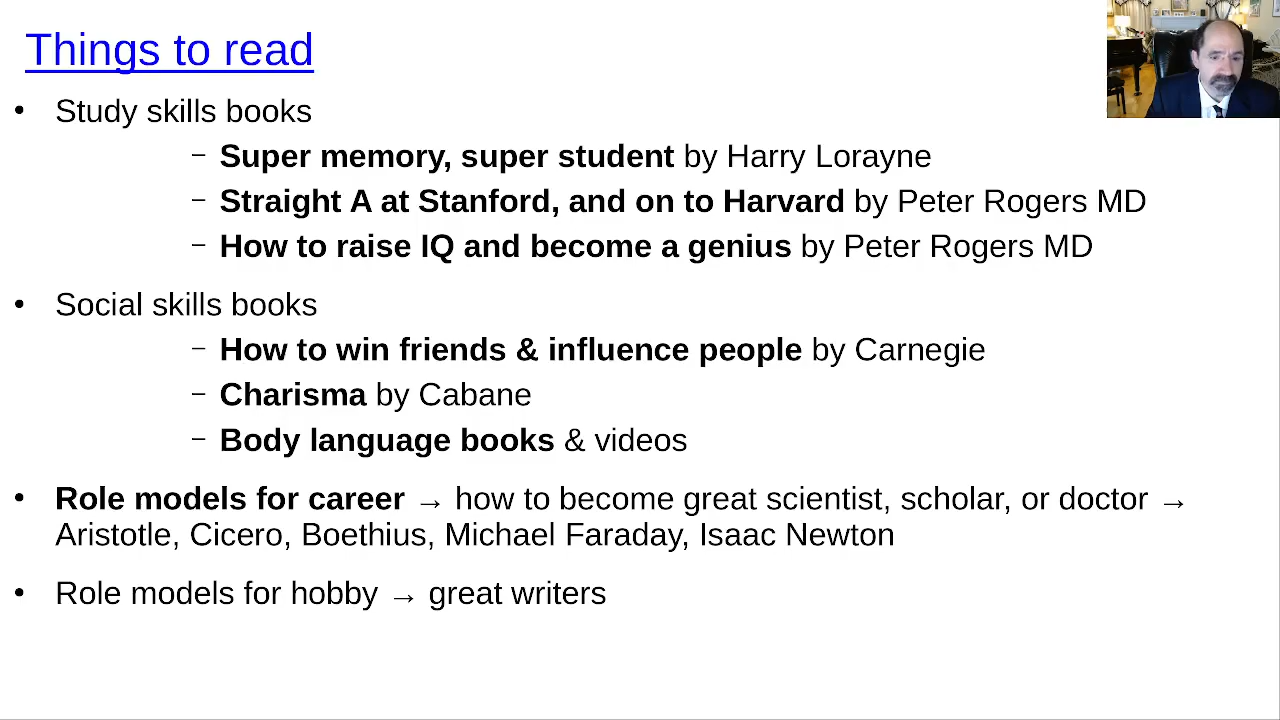 Things to read
• Study skills books
– Super memory, super student by Harry Lorayne
– Straight A at Stanford, and on to Harvard by Peter Rogers MD
– How to raise IQ and become a genius by Peter Rogers MD
• Social skills books
– How to win friends & influence people by Carnegie
– Charisma by Cabane
– Body language books & videos
• Role models for career → how to become great scientist, scholar, or doctor →
Aristotle, Cicero, Boethius, Michael Faraday, Isaac Newton
• Role models for hobby → great writers